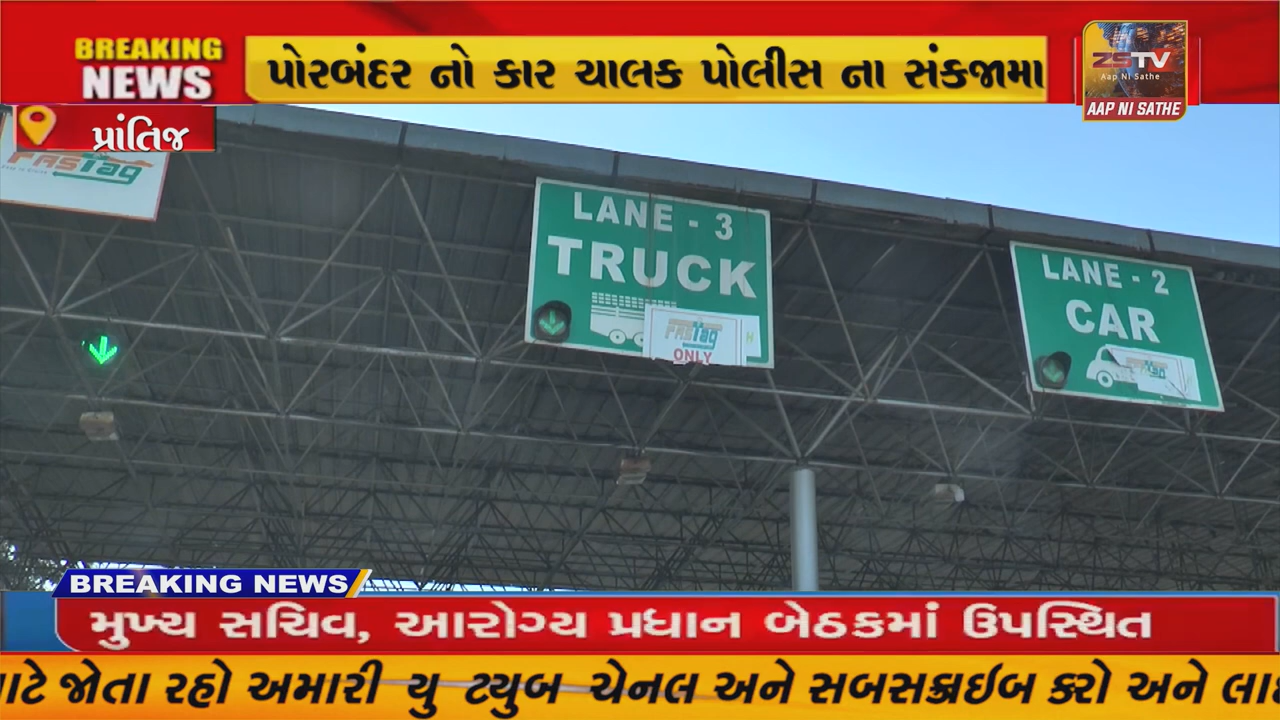 BREAKING
NEWS
પોરબંદર નો કાર ચાલક પોલીસ ના સંકજામા
ZSTV
Aap Ni Sathe
AAP NI SATHE
પ્રાંતિજ
FASTag
LANE - 3
TRUCK
FASTag
ONLY
LANE - 2
CAR
BREAKING NEWS
મુખ્ય સચિવ, આરોગ્ય પ્રધાન બેઠકમાં ઉપસ્થિત
જોતા રહો અમારી યુ ટ્યુબ ચેનલ અને સબસક્રાઇબ કરો અને